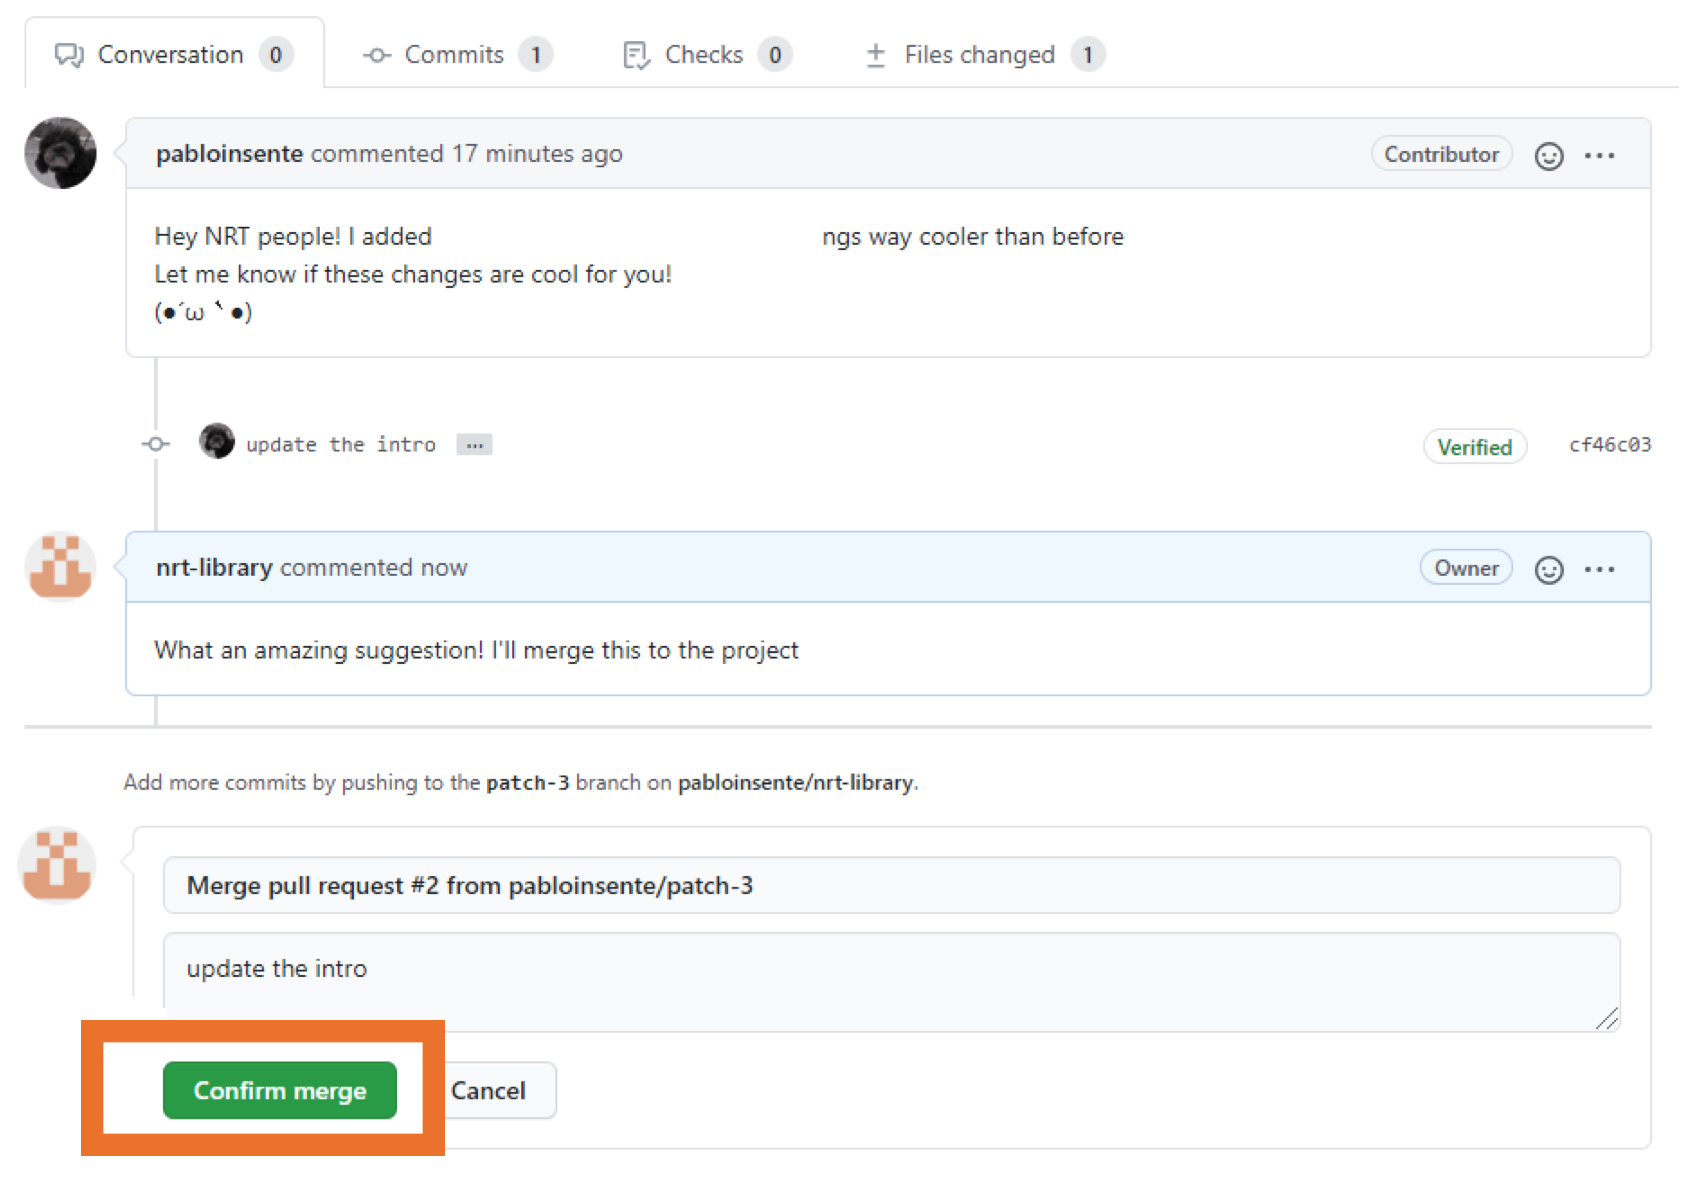 Conversation 0 Commits 1 Checks 0 Files changed 1
pabloinsente commented 17 minutes ago Contributor
Hey NRT people! I added ngs way cooler than before
Let me know if these changes are cool for you!
(●´ω｀●)
update the intro ... Verified cf46c03
nrt-library commented now Owner
What an amazing suggestion! I'll merge this to the project
Add more commits by pushing to the patch-3 branch on pabloinsente/nrt-library.
Merge pull request #2 from pabloinsente/patch-3
update the intro
Confirm merge Cancel